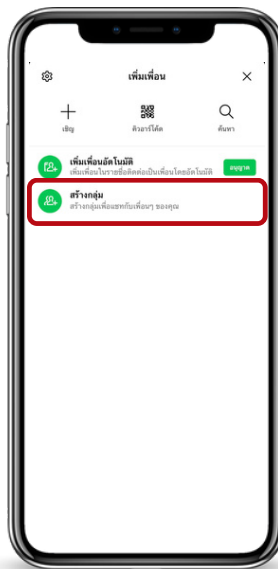 เพิ่มเพื่อน
เชิญ
คิวอาร์โค้ด
ค้นหา
เพิ่มเพื่อนอัตโนมัติ
เพิ่มเพื่อนในรายชื่อติดต่อเป็นเพื่อนโดยอัตโนมัติ
อนุญาต
สร้างกลุ่ม
สร้างกลุ่มเพื่อแชทกับเพื่อนๆ ของคุณ